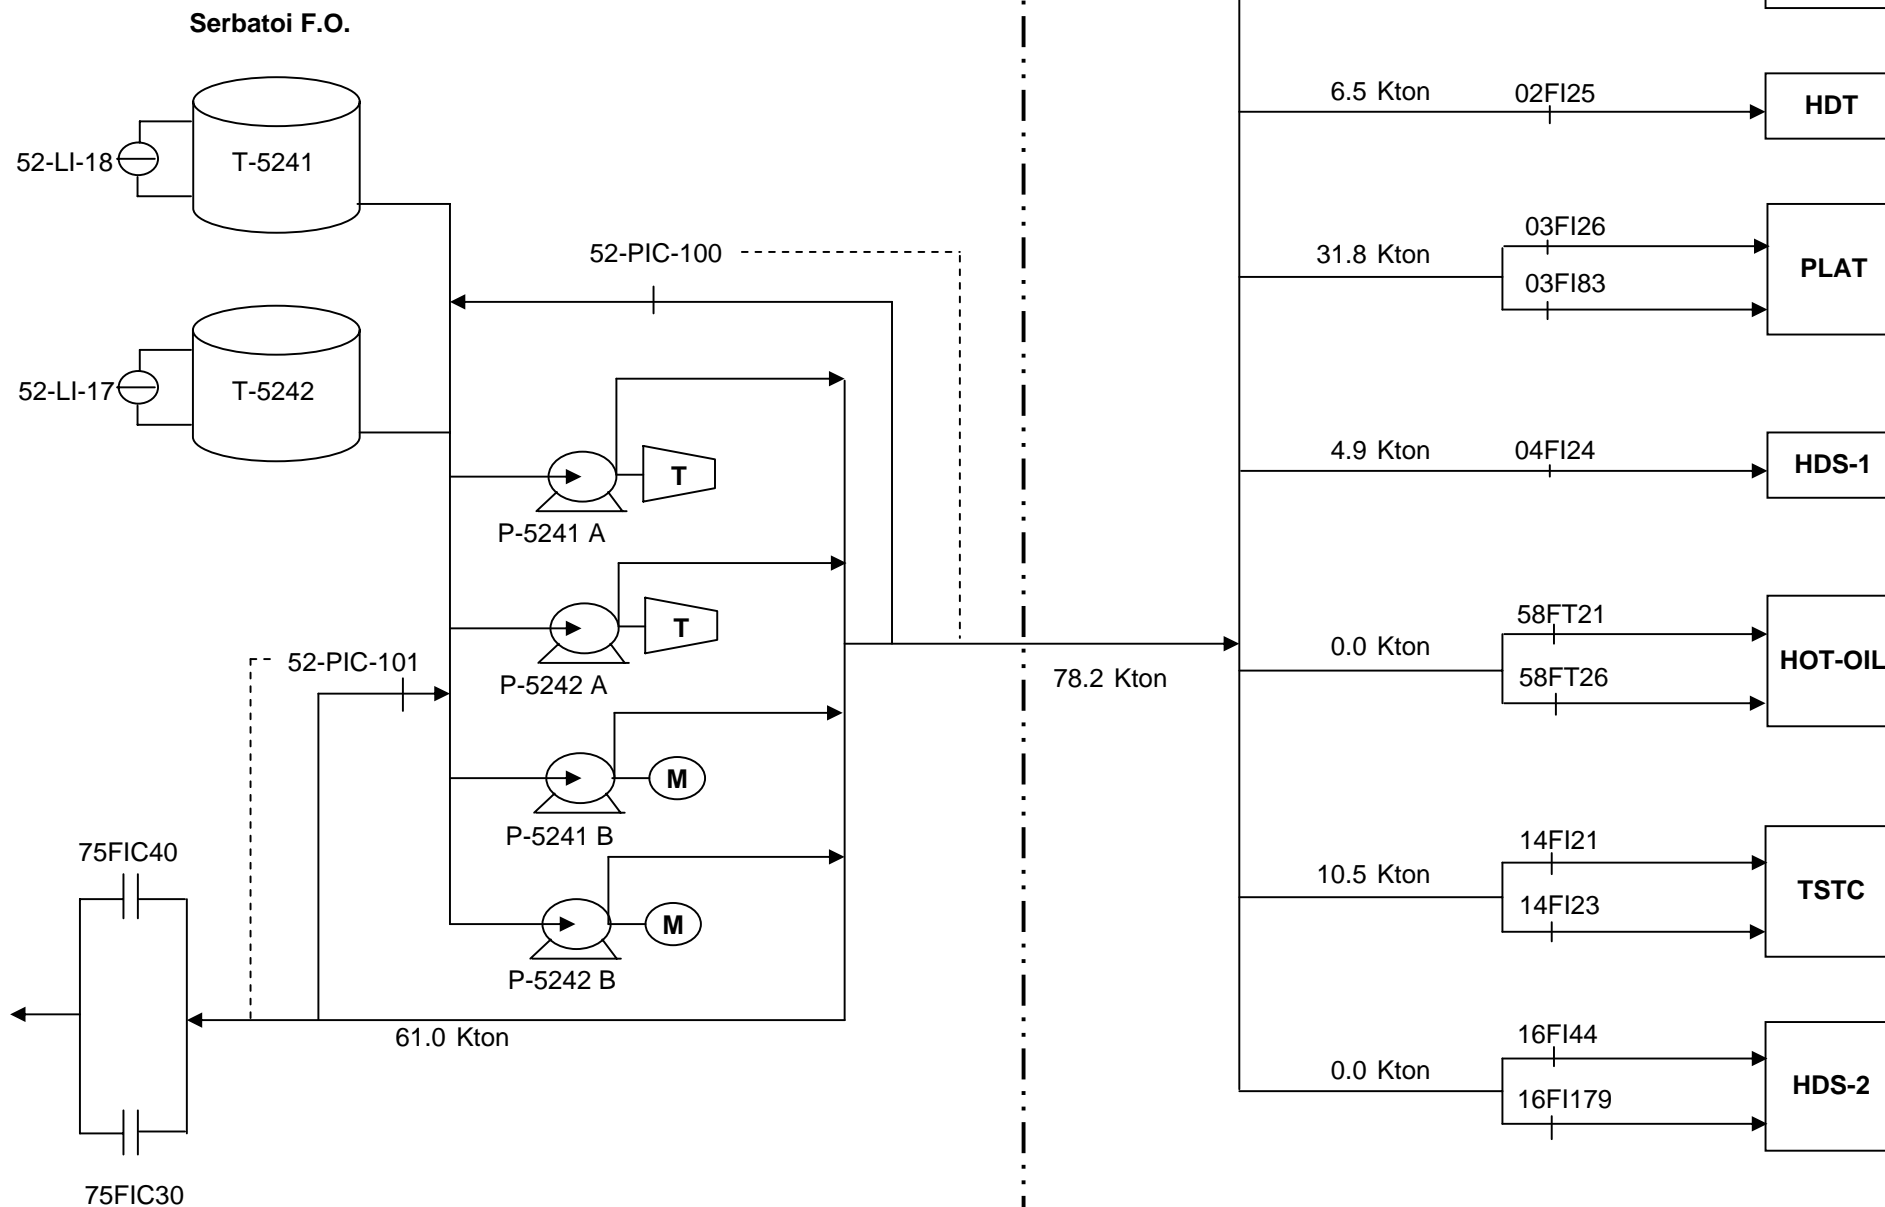 Serbatoi F.O.
52-LI-18
T-5241
52-LI-17
T-5242
52-PIC-100
T
P-5241 A
T
P-5242 A
52-PIC-101
M
P-5241 B
M
P-5242 B
75FIC40
75FIC30
61.0 Kton
78.2 Kton
6.5 Kton
02FI25
HDT
31.8 Kton
03FI26
03FI83
PLAT
4.9 Kton
04FI24
HDS-1
0.0 Kton
58FT21
58FT26
HOT-OIL
10.5 Kton
14FI21
14FI23
TSTC
0.0 Kton
16FI44
16FI179
HDS-2